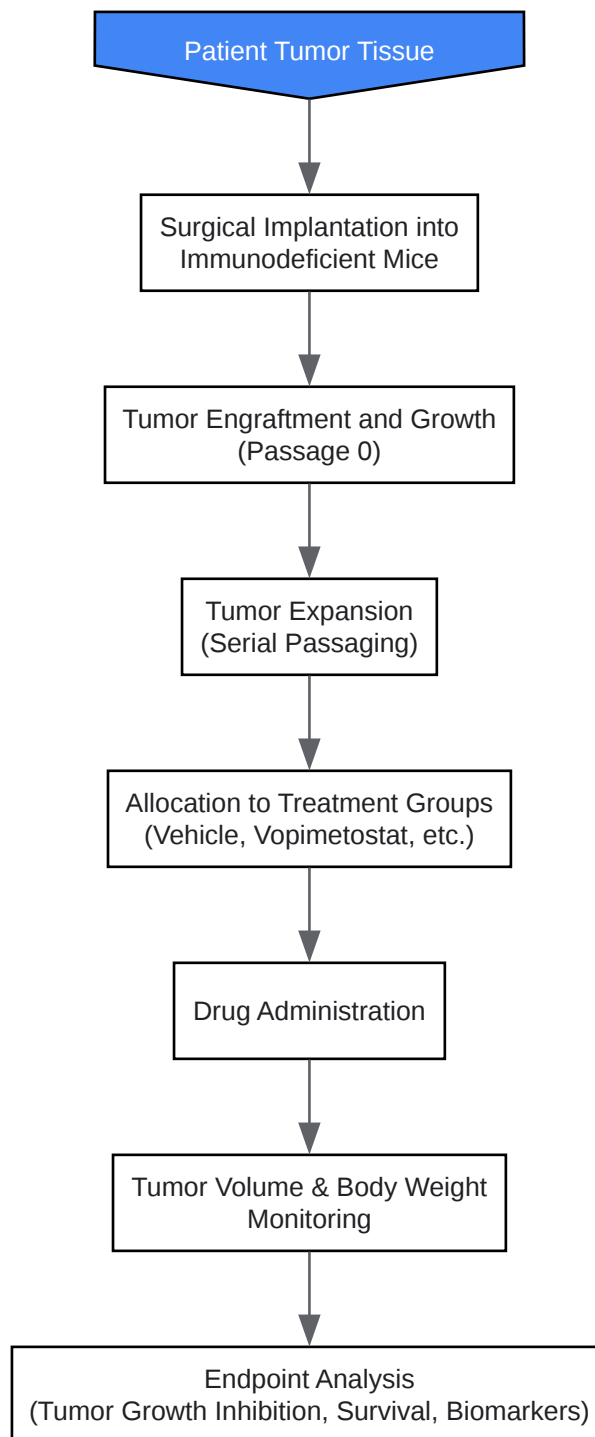 Patient Tumor Tissue
Surgical Implantation into
Immunodeficient Mice
Tumor Engraftment and Growth
(Passage 0)
Tumor Expansion
(Serial Passaging)
Allocation to Treatment Groups
(Vehicle, Vopimetostat, etc.)
Drug Administration
Tumor Volume & Body Weight
Monitoring
Endpoint Analysis
(Tumor Growth Inhibition, Survival, Biomarkers)